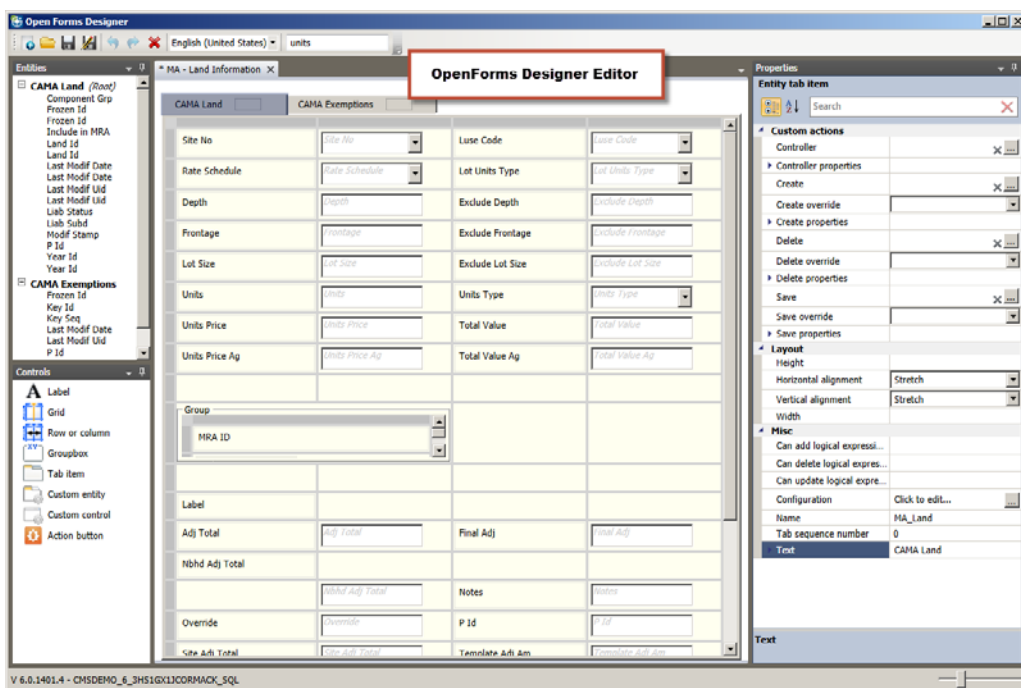 Open Forms Designer
English (United States)
units
Entities
CAMA Land (Root)
Component Grp
Frozen Id
Frozen Id
Include in MRA
Land Id
Land Id
Last Modif Date
Last Modif Date
Last Modif Uid
Last Modif Uid
Liab Status
Liab Subd
Modif Stamp
P Id
Year Id
Year Id
CAMA Exemptions
Frozen Id
Key Id
Key Seq
Last Modif Date
Last Modif Uid
P Id
Controls
A Label
Grid
Row or column
XY Groupbox
Tab item
Custom entity
Custom control
Action button
* MA - Land Information X
OpenForms Designer Editor
CAMA Land
CAMA Exemptions
Site No Site No Luse Code Luse Code
Rate Schedule Rate Schedule Lot Units Type Lot Units Type
Depth Depth Exclude Depth Exclude Depth
Frontage Frontage Exclude Frontage Exclude Frontage
Lot Size Lot Size Exclude Lot Size Exclude Lot Size
Units Units Units Type Units Type
Units Price Units Price Total Value Total Value
Units Price Ag Units Price Ag Total Value Ag Total Value Ag
Group
MRA ID
Label
Adj Total Adj Total Final Adj Final Adj
Nbhd Adj Total
Nbhd Adj Total Notes Notes
Override Override P Id P Id
Site Adj Total Site Adj Total Template Adj Am Template Adj Am
Properties
Entity tab item
Search
Custom actions
Controller
Controller properties
Create
Create override
Create properties
Delete
Delete override
Delete properties
Save
Save override
Save properties
Layout
Height
Horizontal alignment Stretch
Vertical alignment Stretch
Width
Misc
Can add logical expressi...
Can delete logical expres...
Can update logical expre...
Configuration Click to edit...
Name MA_Land
Tab sequence number 0
Text CAMA Land
Text
V 6.0.1401.4 - CMSDEMO_6_3HS1GX1JCORMACK_SQL